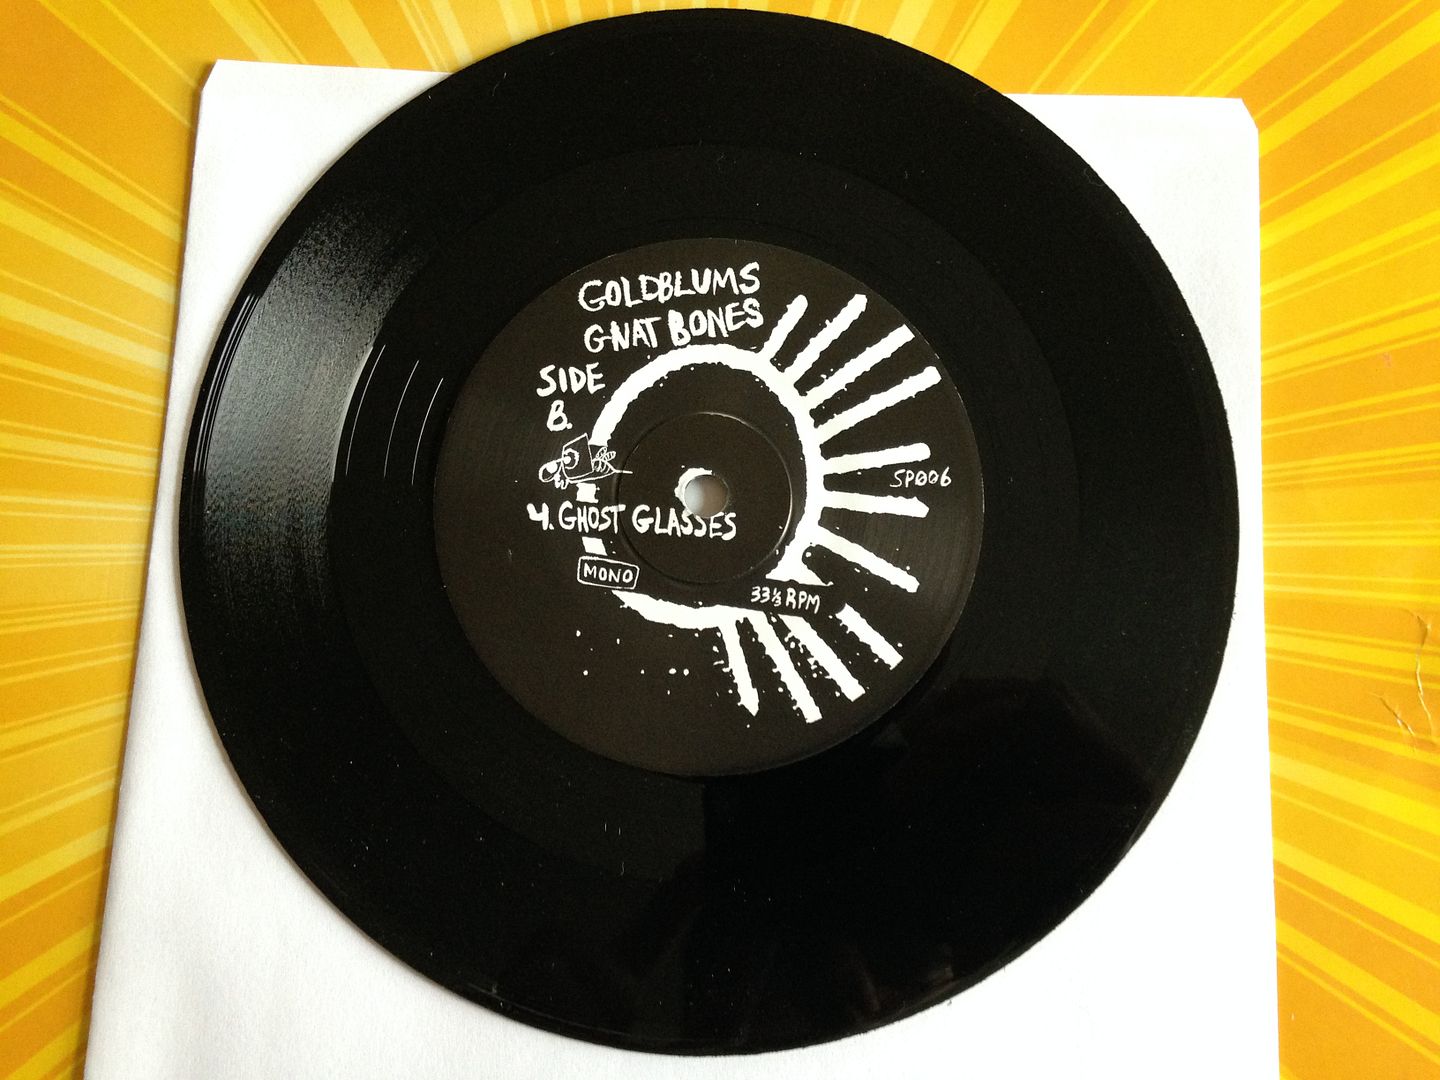 GOLDBLUMS
GNAT BONES
SIDE
B.
SP006
4. GHOST GLASSES
MONO
33⅓ RPM